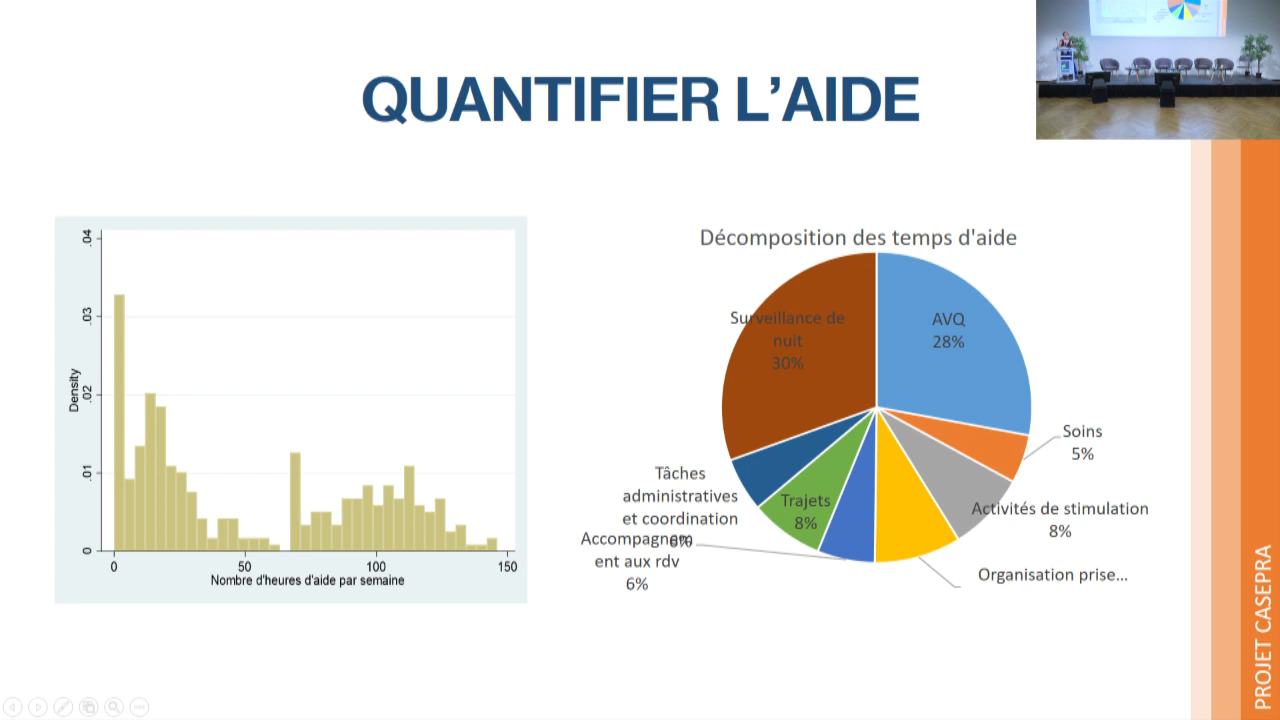 QUANTIFIER L'AIDE
Density
.04
.03
.02
.01
0
0
50
100
150
Nombre d'heures d'aide par semaine
Décomposition des temps d'aide
Surveillance de
nuit
30%
AVQ
28%
Soins
5%
Activités de stimulation
8%
Organisation prise...
Tâches
administratives
et coordination
6%
Trajets
8%
Accompagnem
ent aux rdv
6%
PROJET CASEPRA